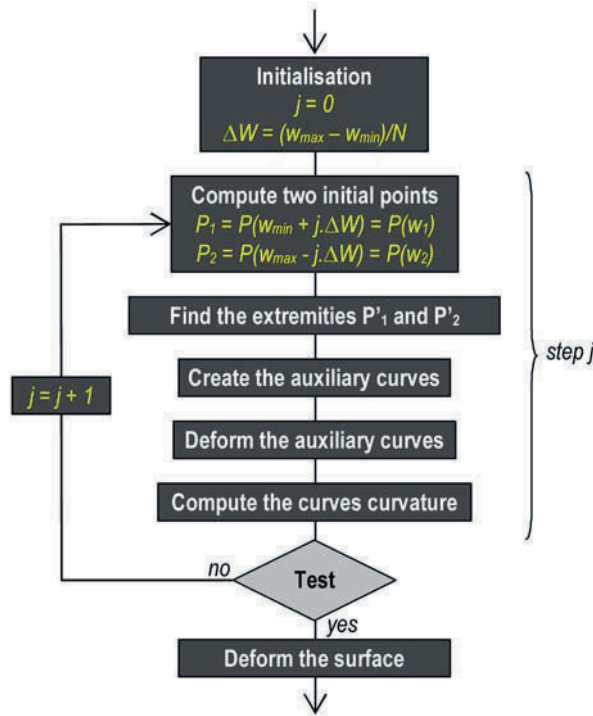 Initialisation
j = 0
ΔW = (wmax – wmin)/N
Compute two initial points
P1 = P(wmin + j.ΔW) = P(w1)
P2 = P(wmax - j.ΔW) = P(w2)
Find the extremities P'1 and P'2
step j
Create the auxiliary curves
j = j + 1
Deform the auxiliary curves
Compute the curves curvature
no
Test
yes
Deform the surface